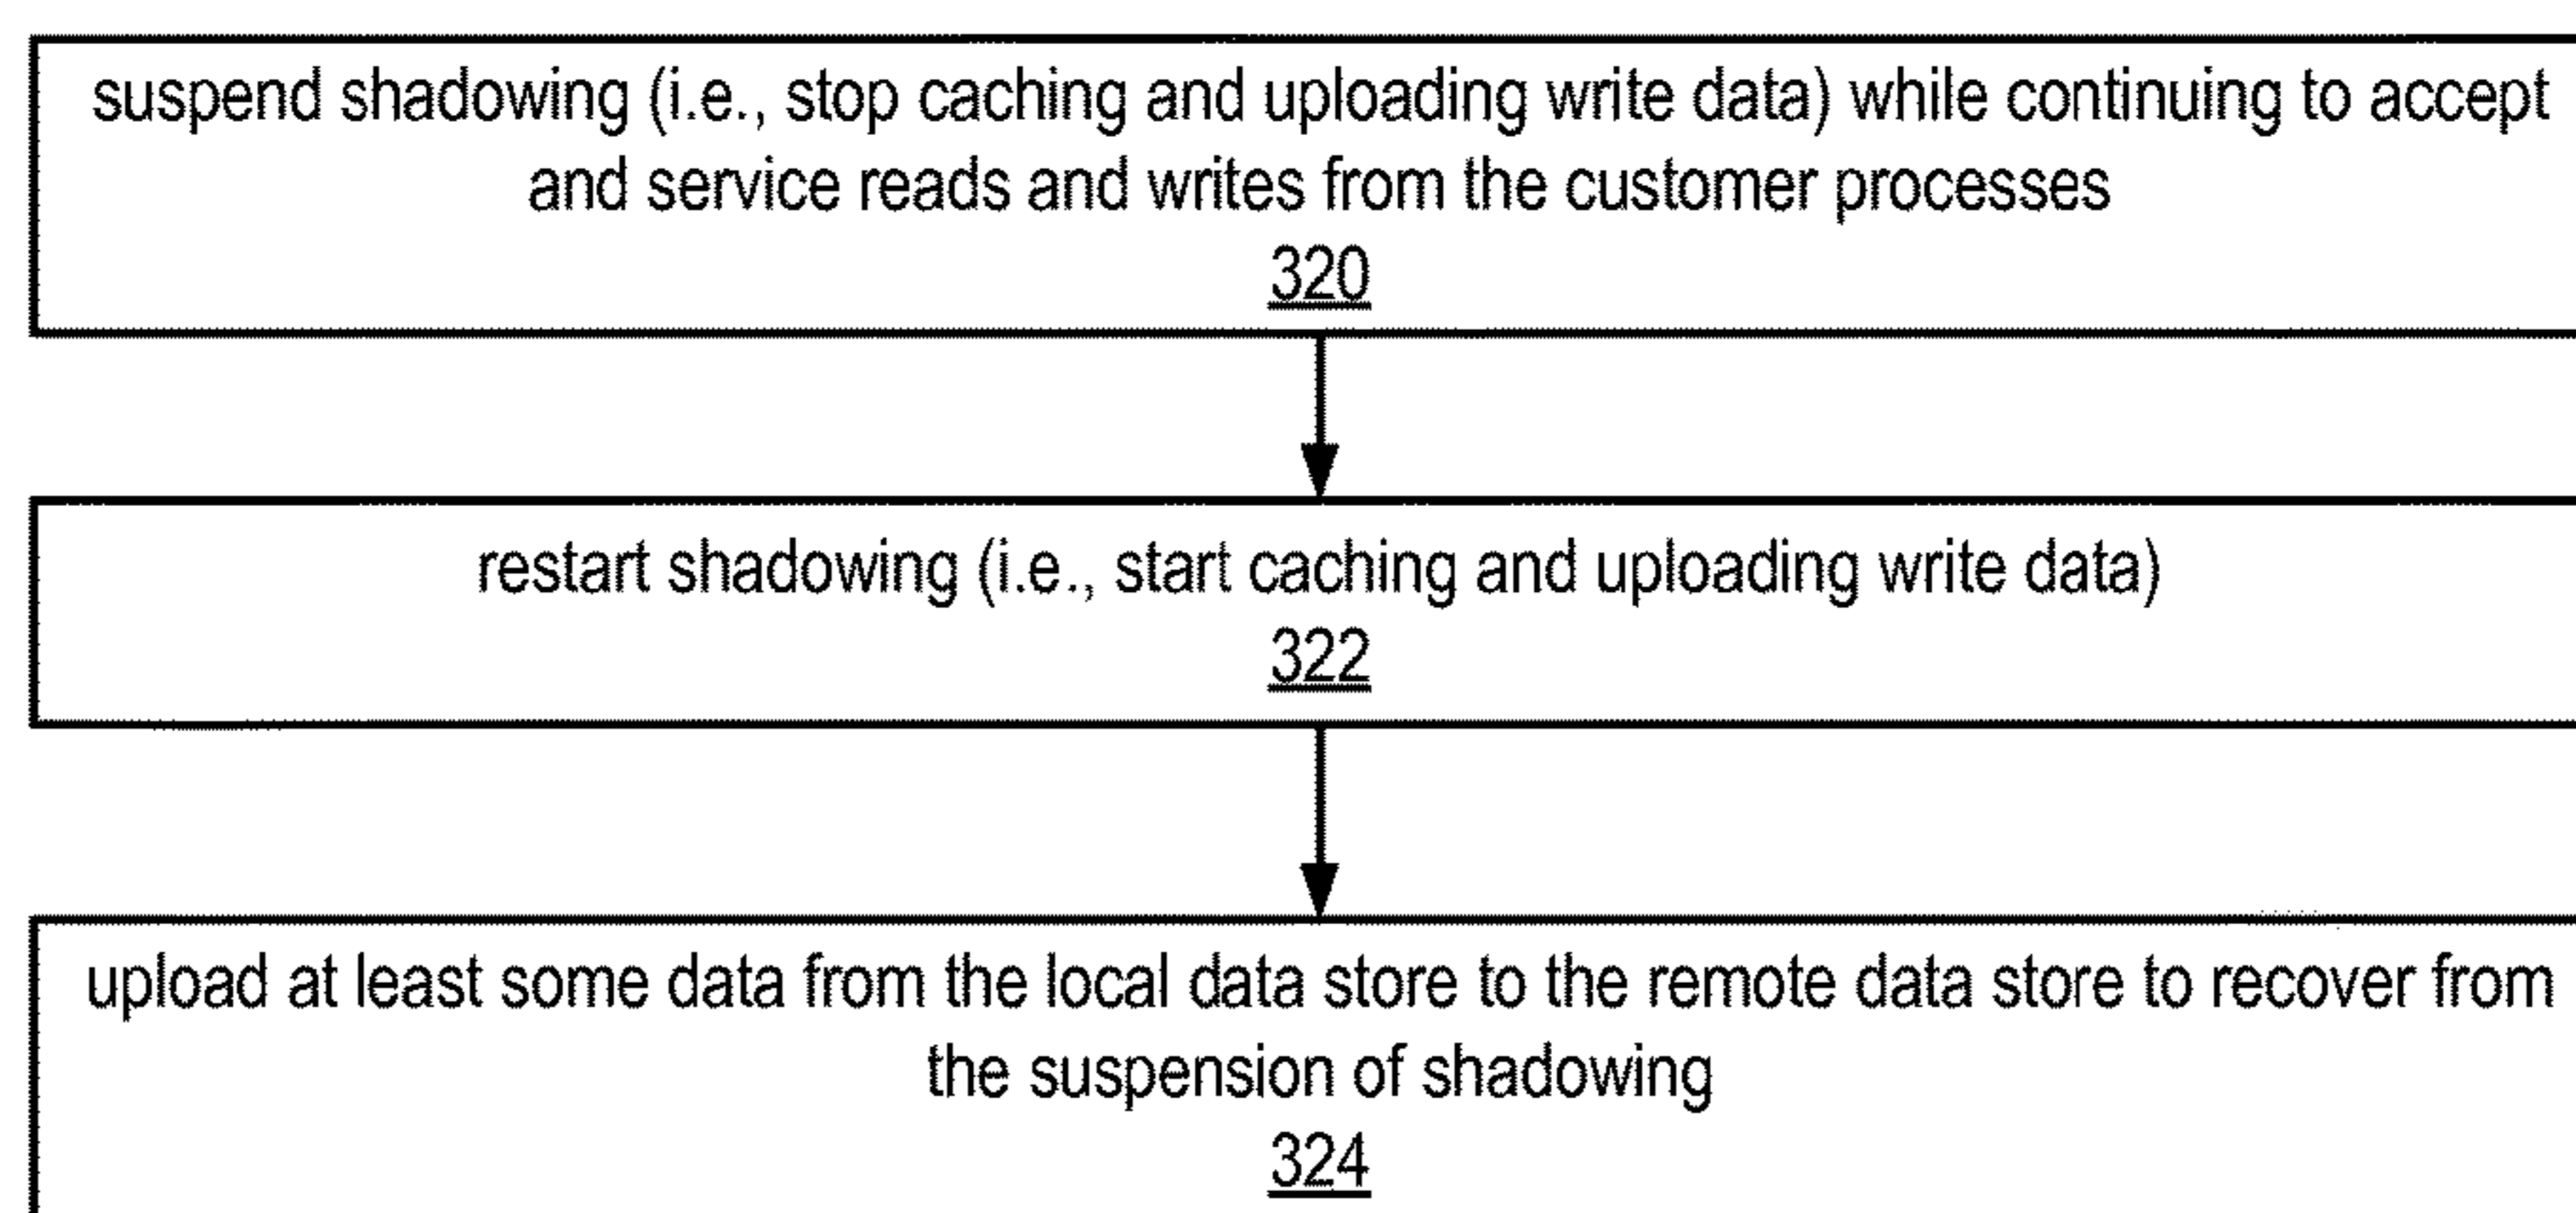 suspend shadowing (i.e., stop caching and uploading write data) while continuing to accept
and service reads and writes from the customer processes
320
restart shadowing (i.e., start caching and uploading write data)
322
upload at least some data from the local data store to the remote data store to recover from
the suspension of shadowing
324